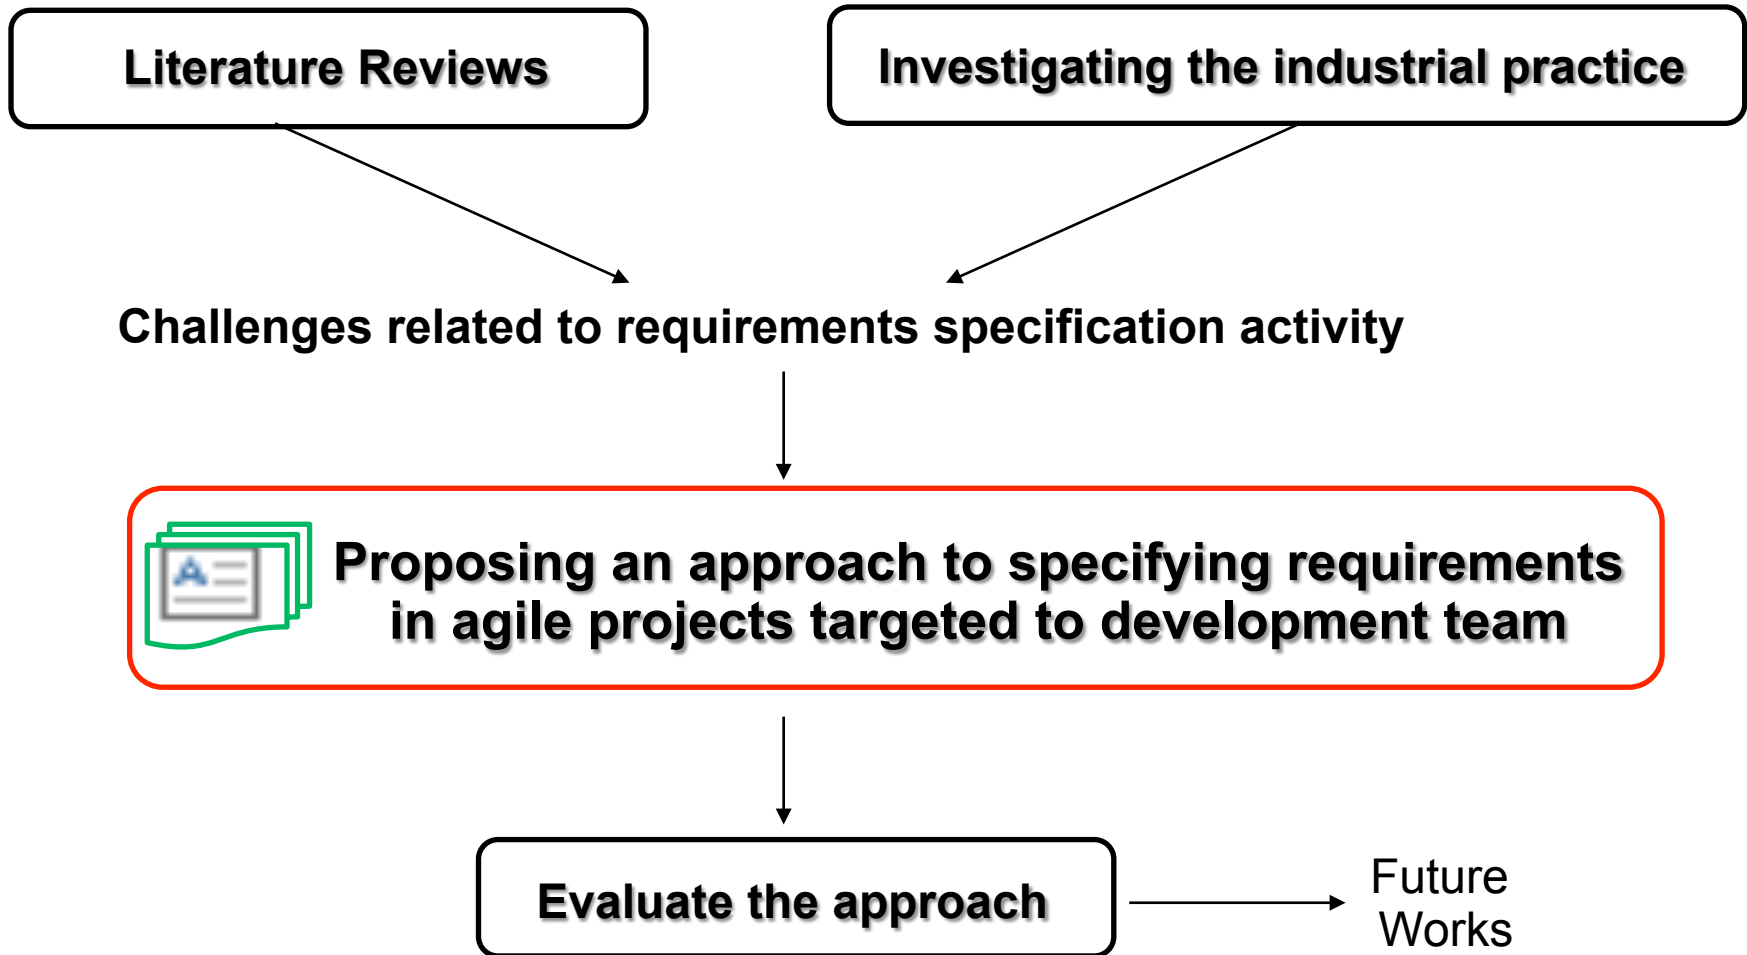 Literature Reviews
Investigating the industrial practice
Challenges related to requirements specification activity
A
Proposing an approach to specifying requirements
in agile projects targeted to development team
Evaluate the approach
Future
Works